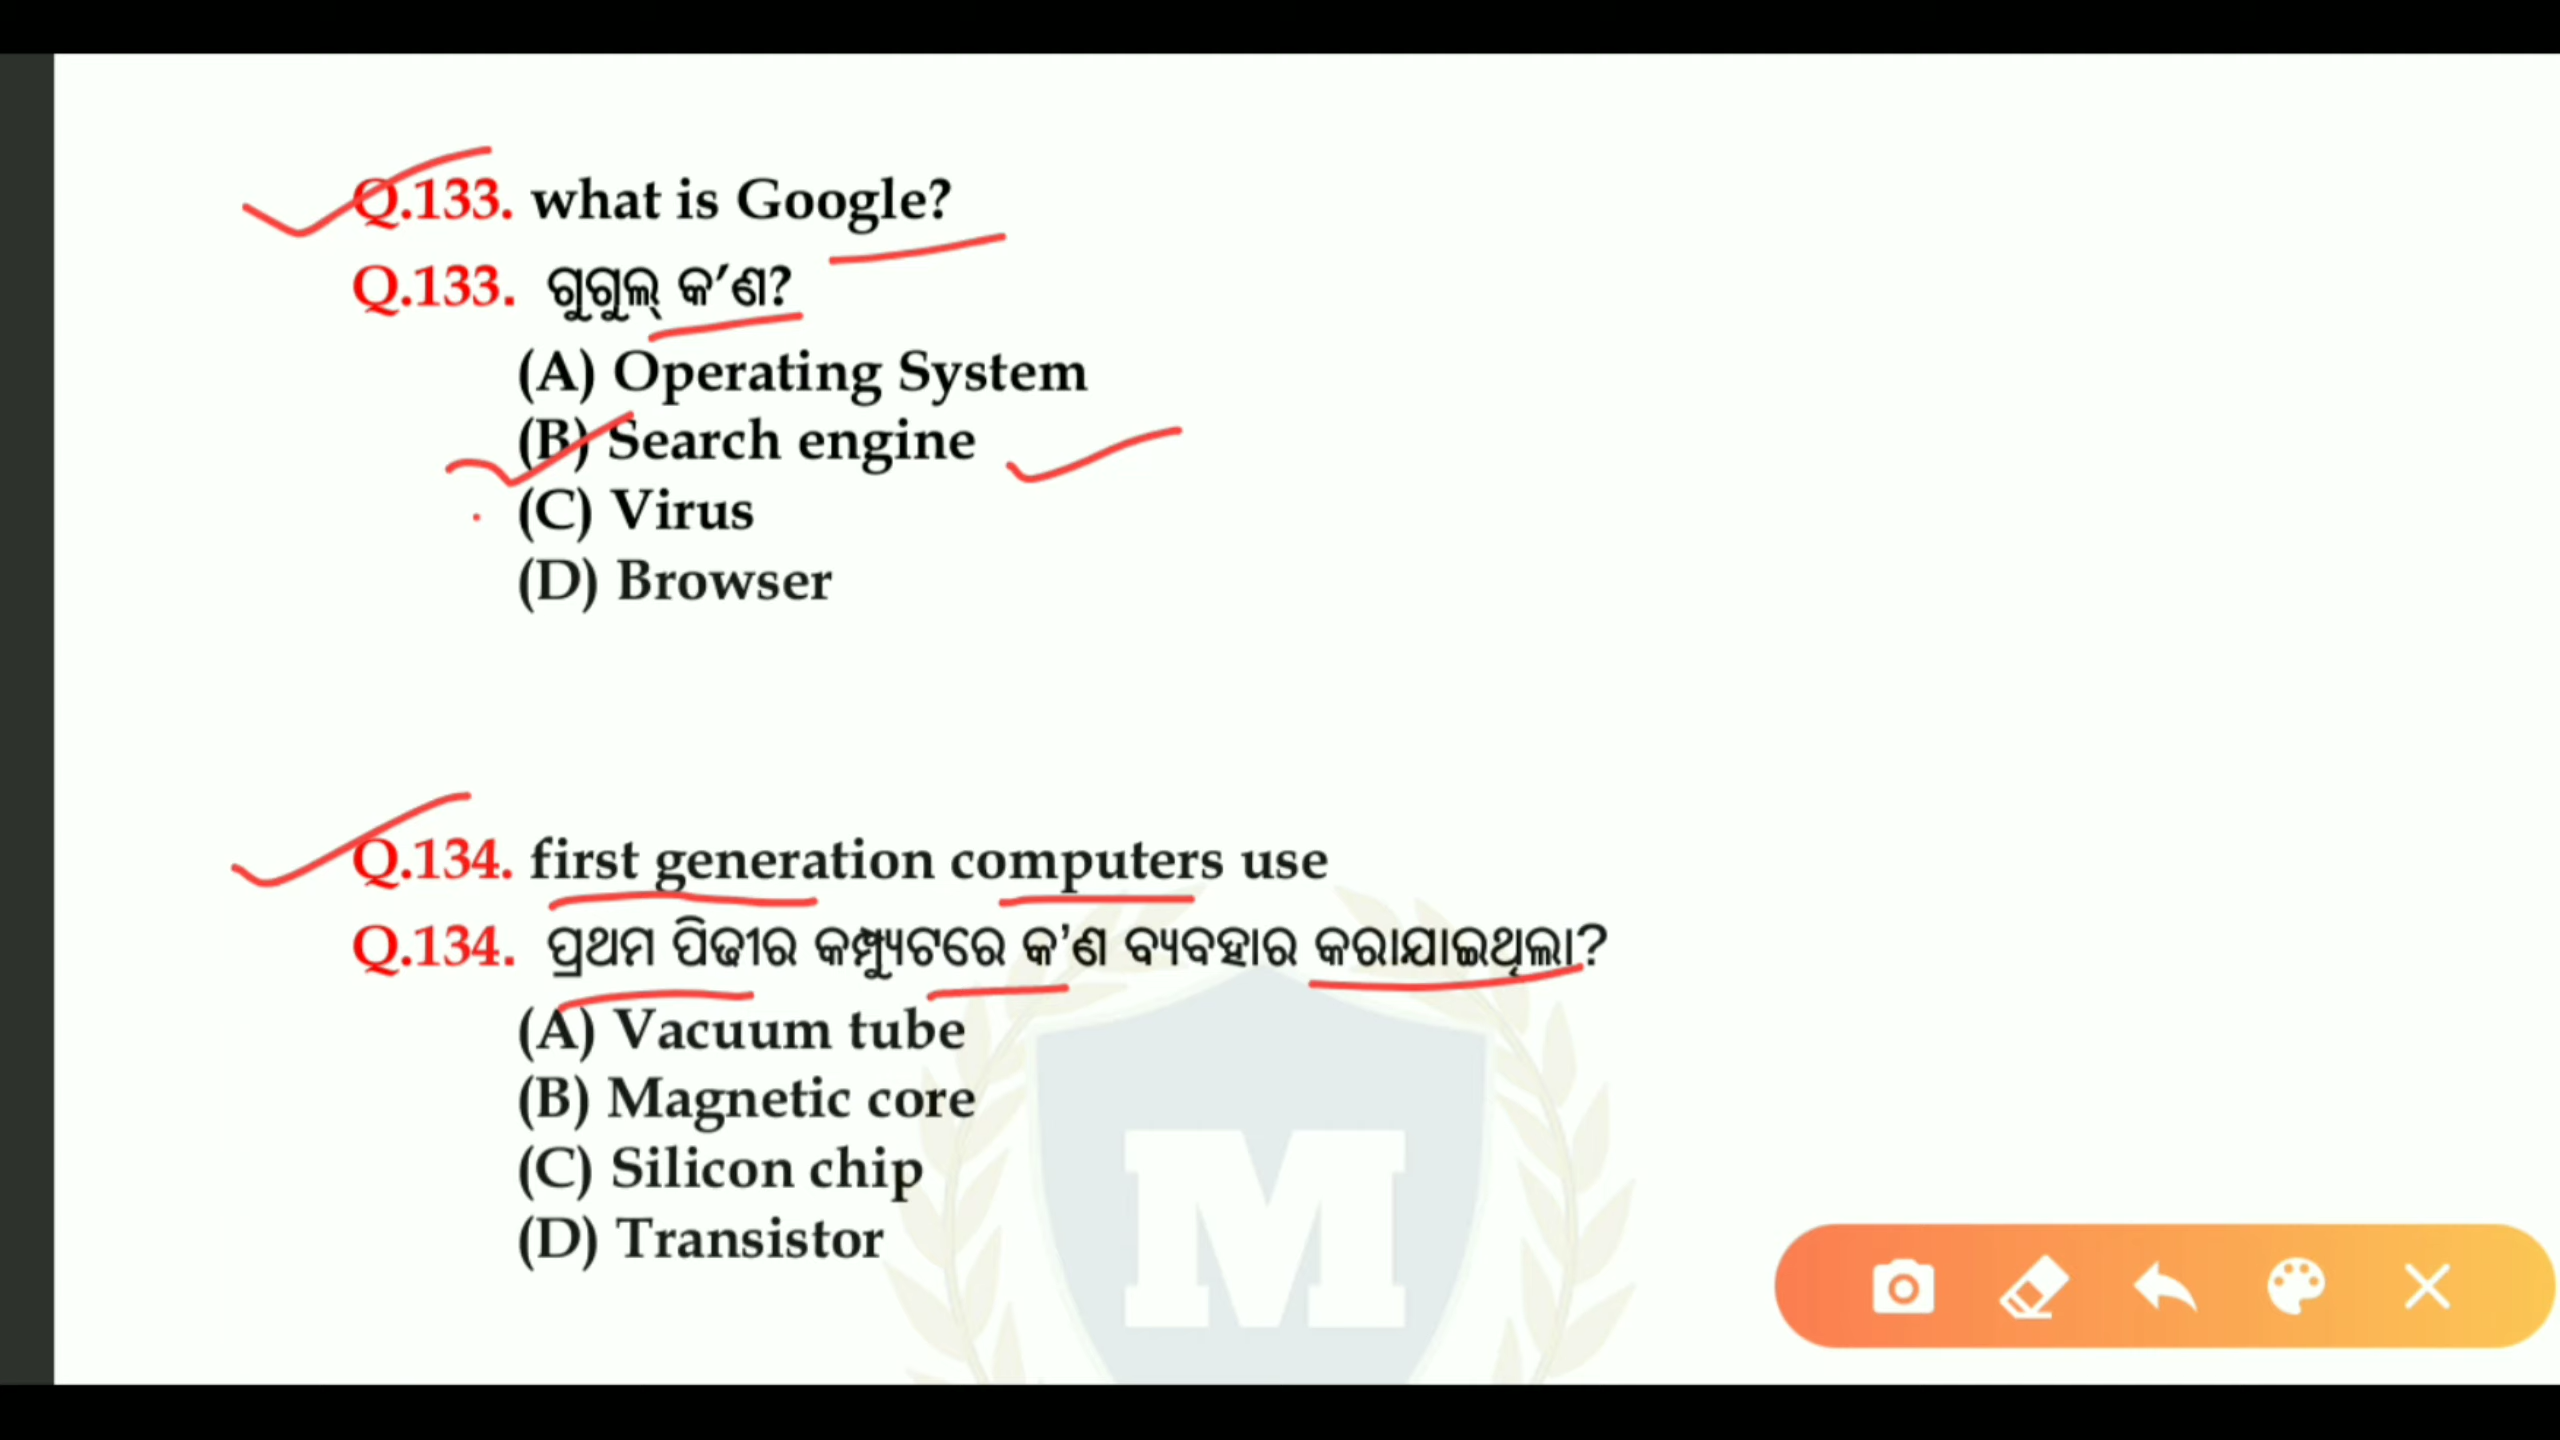 Q.133. what is Google?
Q.133. ଗୁଗୁଲ୍ କ'ଣ?
(A) Operating System
(B) Search engine
(C) Virus
(D) Browser
Q.134. first generation computers use
Q.134. ପ୍ରଥମ ପିଢୀର କମ୍ପ୍ୟୁଟରେ କ'ଣ ବ୍ୟବହାର କରାଯାଇଥିଲା?
(A) Vacuum tube
(B) Magnetic core
(C) Silicon chip
(D) Transistor
M